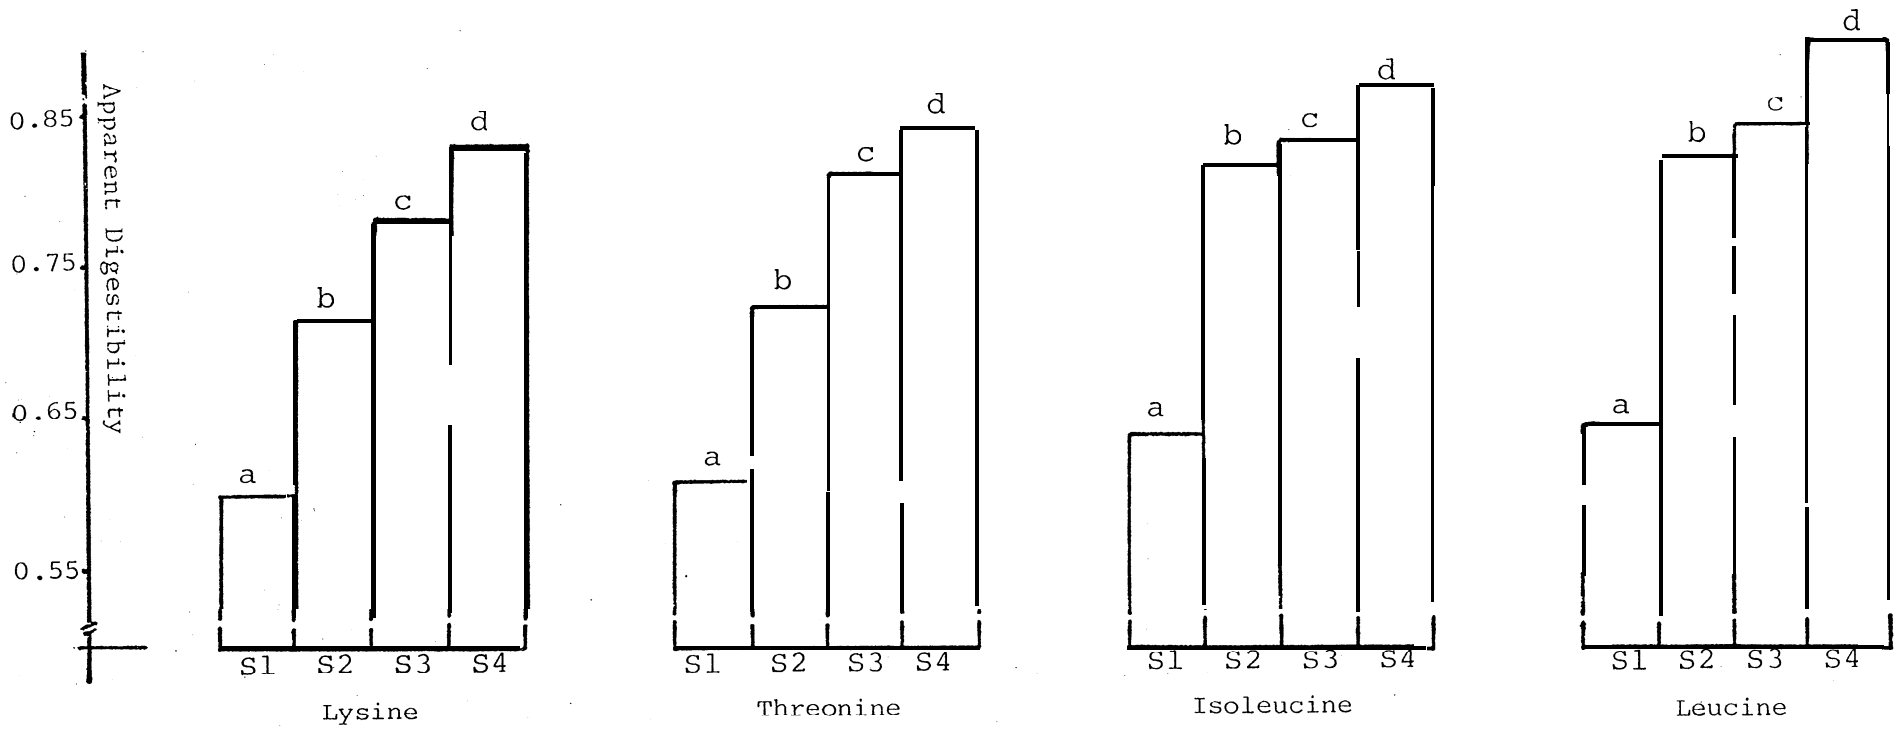 Apparent Digestibility
0.85
0.75
0.65
0.55
a
b
c
d
S1 S2 S3 S4
Lysine
a
b
c
d
S1 S2 S3 S4
Threonine
a
b
c
d
S1 S2 S3 S4
Isoleucine
a
b
c
d
S1 S2 S3 S4
Leucine